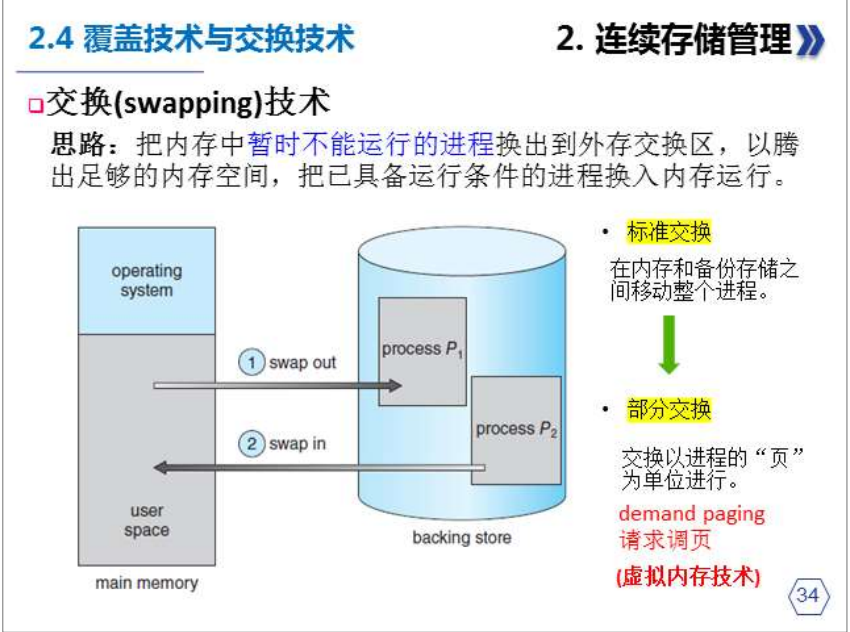 2.4 覆盖技术与交换技术
2. 连续存储管理
交换(swapping)技术
思路：把内存中暂时不能运行的进程换出到外存交换区，以腾
出足够的内存空间，把已具备运行条件的进程换入内存运行。
operating
system
user
space
main memory
1 swap out
2 swap in
process P1
process P2
backing store
• 标准交换
在内存和备份存储之
间移动整个进程。
• 部分交换
交换以进程的“页”
为单位进行。
demand paging
请求调页
(虚拟内存技术)
34